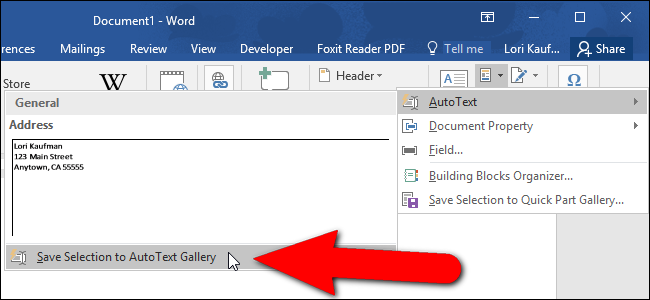 Document1 - Word
rences Mailings Review View Developer Foxit Reader PDF Tell me Lori Kauf... Share
Store W Header Ω
General
Address
Lori Kaufman
123 Main Street
Anytown, CA 55555
Save Selection to AutoText Gallery
AutoText
Document Property
Field...
Building Blocks Organizer...
Save Selection to Quick Part Gallery...